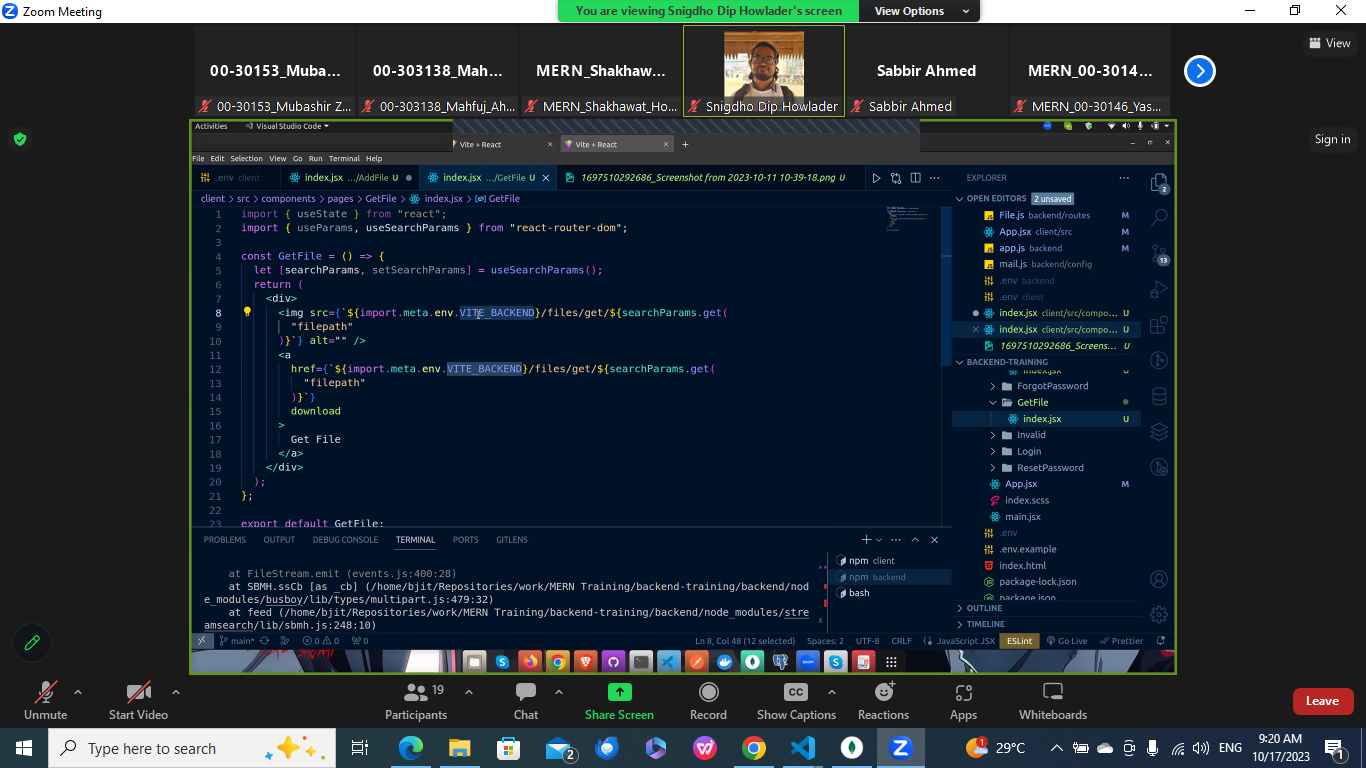 Zoom Meeting
You are viewing Snigdho Dip Howlader's screen
View Options
View
00-30153_Muba...
00-303138_Mah...
MERN_Shakhaw...
Sabbir Ahmed
MERN_00-3014...
00-30153_Mubashir Z...
00-303138_Mahfuj_Ah...
MERN_Shakhawat_Ho...
Snigdho Dip Howlader
Sabbir Ahmed
MERN_00-30146_Yas...
Sign in
Activities Visual Studio Code
Vite + React × Vite + React × +
File Edit Selection View Go Run Terminal Help
.env client index.jsx .../AddFile U index.jsx .../GetFile U 1697510292686_Screenshot from 2023-10-11 10-39-18.png U
client > src > components > pages > GetFile > index.jsx > GetFile
1 import { useState } from "react";
2 import { useParams, useSearchParams } from "react-router-dom";
3
4 const GetFile = () => {
5 let [searchParams, setSearchParams] = useSearchParams();
6 return (
7 <div>
8 <img src={`${import.meta.env.VITE_BACKEND}/files/get/${searchParams.get(
9 "filepath"
10 )}`} alt="" />
11 <a
12 href={`${import.meta.env.VITE_BACKEND}/files/get/${searchParams.get(
13 "filepath"
14 )}`}
15 download
16 >
17 Get File
18 </a>
19 </div>
20 );
21 };
22
23 export default GetFile;
PROBLEMS OUTPUT DEBUG CONSOLE TERMINAL PORTS GITLENS
at FileStream.emit (events.js:400:28)
at SBMH.ssCb [as _cb] (/home/bjit/Repositories/work/MERN Training/backend-training/backend/nod
e_modules/busboy/lib/types/multipart.js:479:32)
at feed (/home/bjit/Repositories/work/MERN Training/backend-training/backend/node_modules/stre
amsearch/lib/sbmh.js:248:10)
npm client
npm backend
bash
EXPLORER
OPEN EDITORS 2 unsaved
File.js backend/routes M
App.jsx client/src M
app.js backend M
mail.js backend/config
.env backend
.env client
index.jsx client/src/compo... U
index.jsx client/src/compo... U
1697510292686_Screens... U
BACKEND-TRAINING
index.jsx U
ForgotPassword
GetFile
index.jsx U
Invalid
Login
ResetPassword
App.jsx M
index.scss
main.jsx
.env
.env.example
index.html
package-lock.json
package.json
OUTLINE
TIMELINE
2
13
main* 0 0 0 Ln 8, Col 48 (12 selected) Spaces: 2 UTF-8 CRLF JavaScript JSX ESLint Go Live Prettier
Unmute
Start Video
Participants
19
Chat
Share Screen
Record
CC
Show Captions
Reactions
Apps
Whiteboards
Leave
Type here to search
2
1
29°C
ENG
9:20 AM
10/17/2023
1